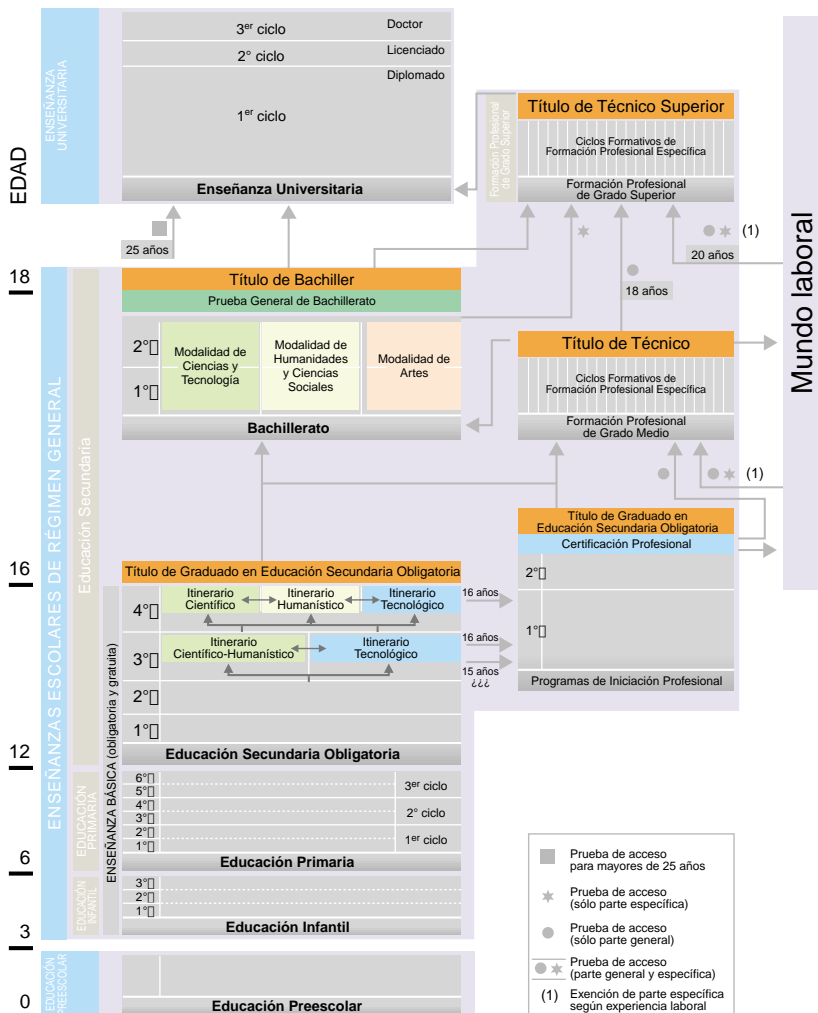 3er ciclo
Doctor
2° ciclo
Licenciado
Diplomado
1er ciclo
Enseñanza Universitaria
ENSEÑANZA
UNIVERSITARIA
EDAD
Título de Técnico Superior
Ciclos Formativos de
Formación Profesional Específica
Formación Profesional
de Grado Superior
Formación Profesional
de Grado Superior
Mundo laboral
25 años
(1)
20 años
18 años
18
Título de Bachiller
Prueba General de Bachillerato
2°
1°
Modalidad de
Ciencias y
Tecnología
Modalidad de
Humanidades
y Ciencias
Sociales
Modalidad de
Artes
Bachillerato
Título de Técnico
Ciclos Formativos de
Formación Profesional Específica
Formación Profesional
de Grado Medio
(1)
ENSEÑANZAS ESCOLARES DE RÉGIMEN GENERAL
Educación Secundaria
Título de Graduado en
Educación Secundaria Obligatoria
Certificación Profesional
2°
1°
Programas de Iniciación Profesional
16
Título de Graduado en Educación Secundaria Obligatoria
4°
Itinerario
Científico
Itinerario
Humanístico
Itinerario
Tecnológico
16 años
3°
Itinerario
Científico-Humanístico
Itinerario
Tecnológico
16 años
15 años
¿¿¿
2°
1°
Educación Secundaria Obligatoria
ENSEÑANZA BÁSICA (obligatoria y gratuita)
12
EDUCACIÓN
PRIMARIA
6°
5°
3er ciclo
4°
3°
2° ciclo
2°
1°
1er ciclo
Educación Primaria
6
EDUCACIÓN
INFANTIL
3°
2°
1°
Educación Infantil
3
EDUCACIÓN
PREESCOLAR
0
Educación Preescolar
Prueba de acceso
para mayores de 25 años
Prueba de acceso
(sólo parte específica)
Prueba de acceso
(sólo parte general)
Prueba de acceso
(parte general y específica)
(1) Exención de parte específica
según experiencia laboral